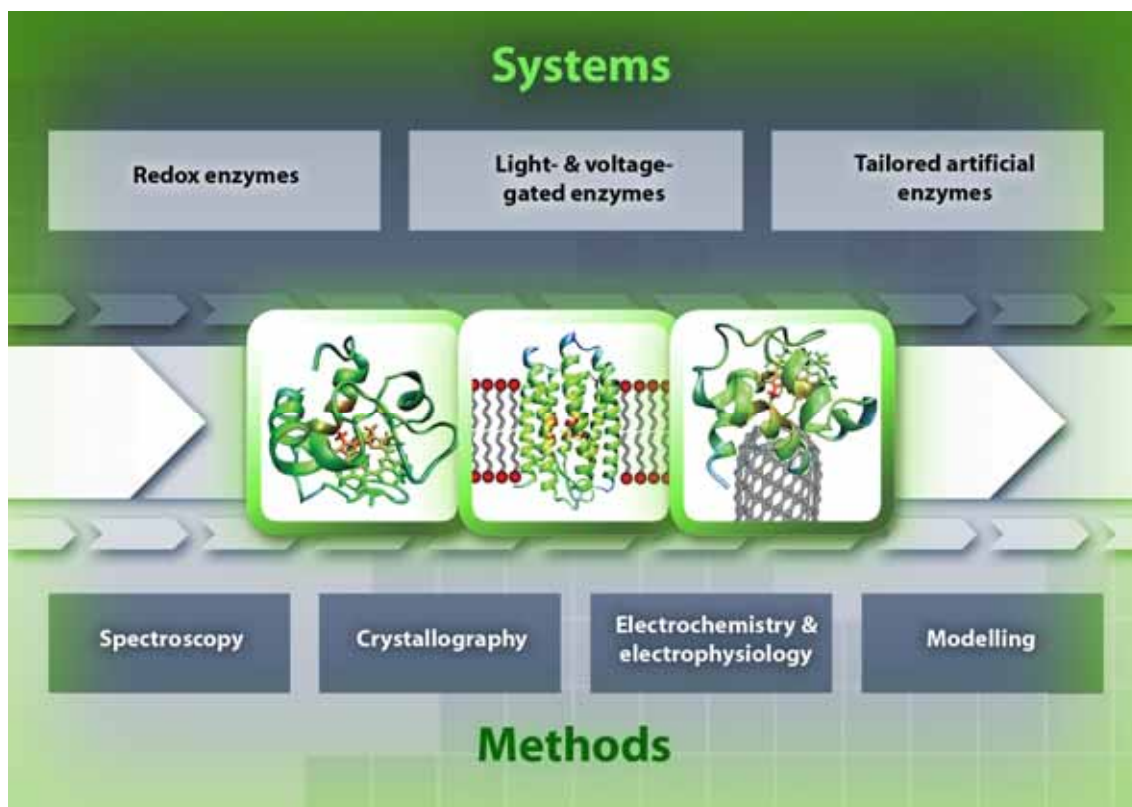 Systems
Redox enzymes
Light- & voltage-
gated enzymes
Tailored artificial
enzymes
Spectroscopy
Crystallography
Electrochemistry &
electrophysiology
Modelling
Methods